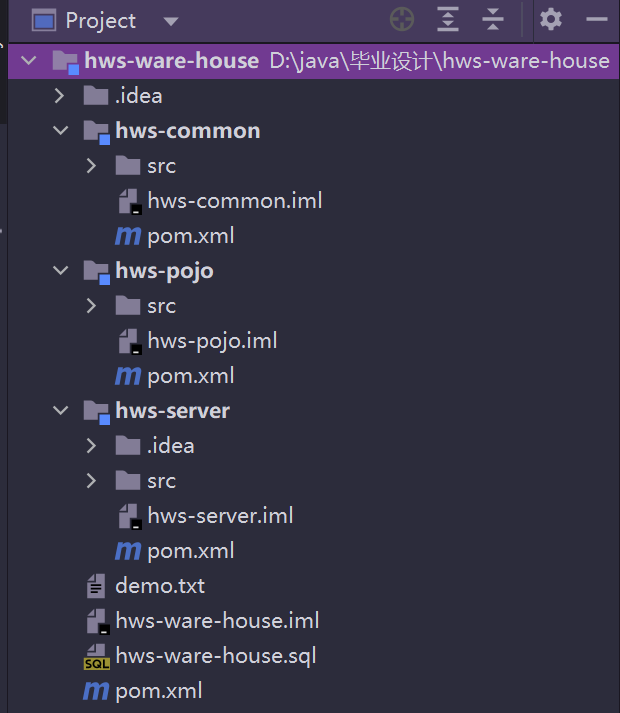 Project
hws-ware-house D:\java\毕业设计\hws-ware-house
.idea
hws-common
src
hws-common.iml
m pom.xml
hws-pojo
src
hws-pojo.iml
m pom.xml
hws-server
.idea
src
hws-server.iml
m pom.xml
demo.txt
hws-ware-house.iml
SQL hws-ware-house.sql
m pom.xml